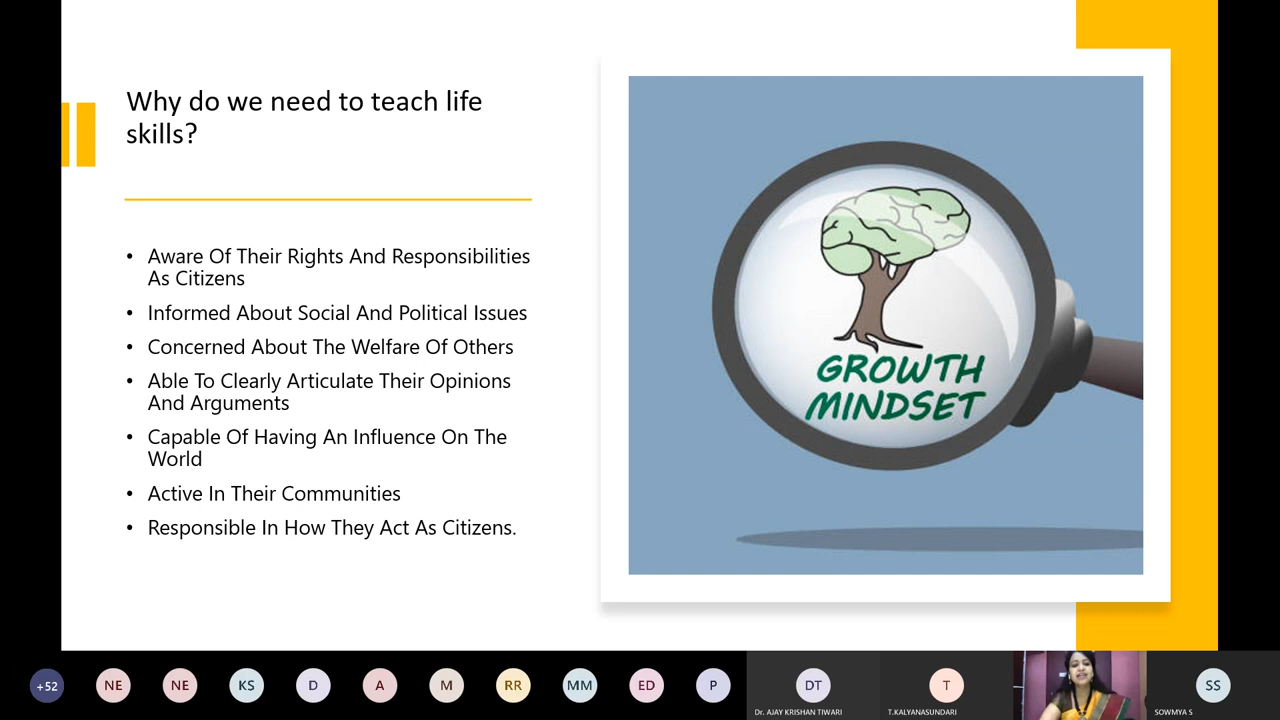 Why do we need to teach life
skills?
• Aware Of Their Rights And Responsibilities
As Citizens
• Informed About Social And Political Issues
• Concerned About The Welfare Of Others
• Able To Clearly Articulate Their Opinions
And Arguments
• Capable Of Having An Influence On The
World
• Active In Their Communities
• Responsible In How They Act As Citizens.
GROWTH
MINDSET
+52 NE NE KS D A M RR MM ED P DT T SS
Dr. AJAY KRISHAN TIWARI T.KALYANASUNDARI SOWMYA S